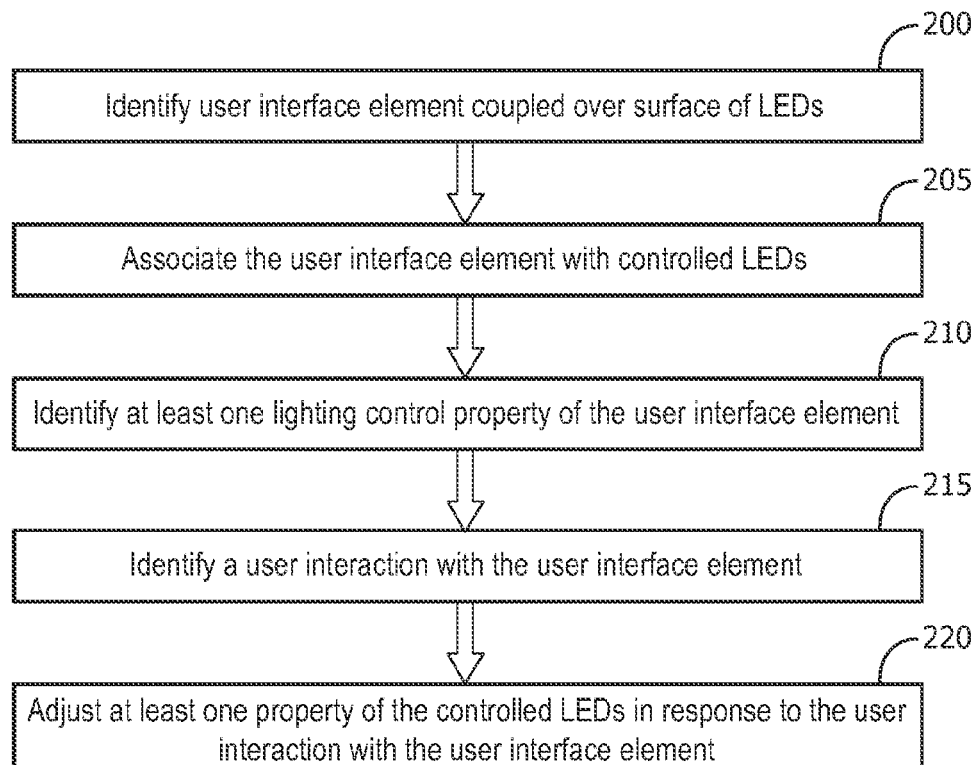 200
Identify user interface element coupled over surface of LEDs
205
Associate the user interface element with controlled LEDs
210
Identify at least one lighting control property of the user interface element
215
Identify a user interaction with the user interface element
220
Adjust at least one property of the controlled LEDs in response to the user
interaction with the user interface element